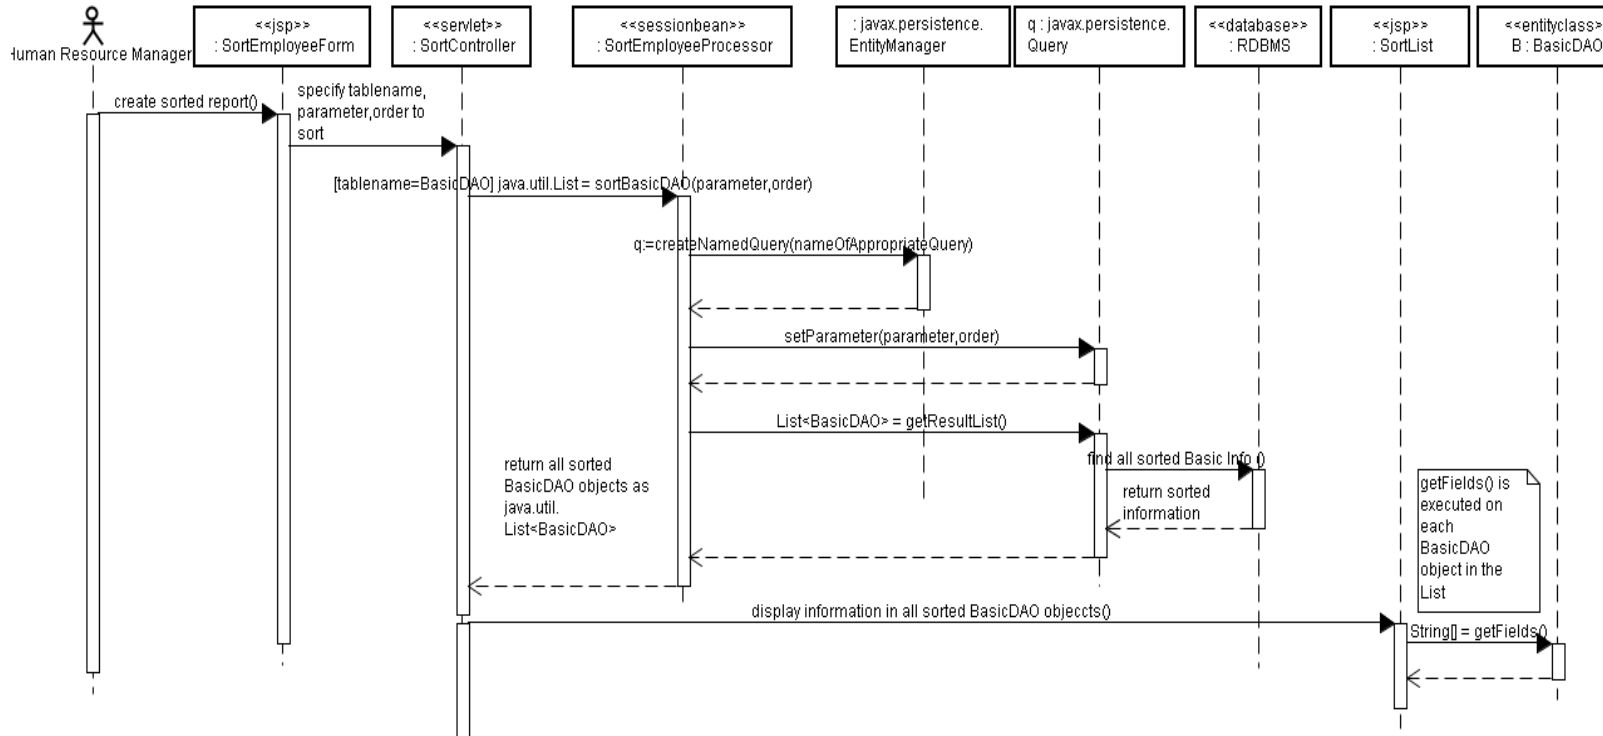 <<jsp>>
: SortEmployeeForm
<<servlet>>
: SortController
<<sessionbean>>
: SortEmployeeProcessor
: javax.persistence.
EntityManager
q : javax.persistence.
Query
<<database>>
: RDBMS
<<jsp>>
: SortList
<<entityclass>
B : BasicDAO
Human Resource Manager
create sorted report()
specify tablename,
parameter,order to
sort
[tablename=BasicDAO] java.util.List = sortBasicDAO(parameter,order)
q:=createNamedQuery(nameOfAppropriateQuery)
setParameter(parameter,order)
List<BasicDAO> = getResultList()
find all sorted Basic Info ()
return sorted
information
return all sorted
BasicDAO objects as
java.util.
List<BasicDAO>
getFields() is
executed on
each
BasicDAO
object in the
List
display information in all sorted BasicDAO objeccts()
String[] = getFields()